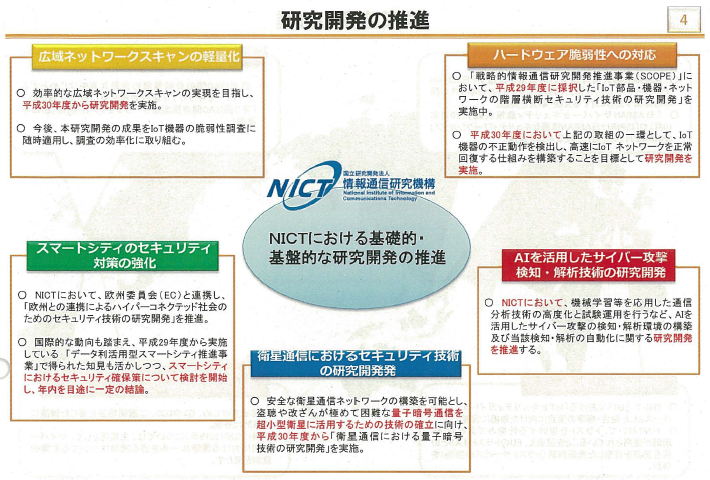 研究開発の推進
4
広域ネットワークスキャンの軽量化
○ 効率的な広域ネットワークスキャンの実現を目指し、
平成30年度から研究開発を実施。
○ 今後、本研究開発の成果をIoT機器の脆弱性調査に
随時適用し、調査の効率化に取り組む。
ハードウェア脆弱性への対応
○ 「戦略的情報通信研究開発推進事業(SCOPE)」に
おいて、平成29年度に採択した「IoT部品・機器・ネット
ワークの階層横断セキュリティ技術の研究開発」を
実施中。
○ 平成30年度において上記の取組の一環として、IoT
機器の不正動作を検出し、高速にIoT ネットワークを正常
回復する仕組みを構築することを目標として研究開発を
実施。
NICT
国立研究開発法人
情報通信研究機構
National Institute of Information and
Communications Technology
NICTにおける基礎的・
基盤的な研究開発の推進
スマートシティのセキュリティ
対策の強化
○ NICTにおいて、欧州委員会(EC)と連携し、
「欧州との連携によるハイパーコネクテッド社会の
ためのセキュリティ技術の研究開発」を推進。
○ 国際的な動向も踏まえ、平成29年度から実施
している 「データ利活用型スマートシティ推進事
業」で得られた知見も活かしつつ、スマートシティ
におけるセキュリティ確保策について検討を開始
し、年内を目途に一定の結論。
AIを活用したサイバー攻撃
検知・解析技術の研究開発
○ NICTにおいて、機械学習等を応用した通信
分析技術の高度化と試験運用を行うなど、AIを
活用したサイバー攻撃の検知・解析環境の構築
及び当該検知・解析の自動化に関する研究開発
を推進する。
衛星通信におけるセキュリティ技術
の研究開発発
○ 安全な衛星通信ネットワークの構築を可能とし、
盗聴や改ざんが極めて困難な量子暗号通信を
超小型衛星に活用するための技術の確立に向け、
平成30年度から「衛星通信における量子暗号
技術の研究開発」を実施。